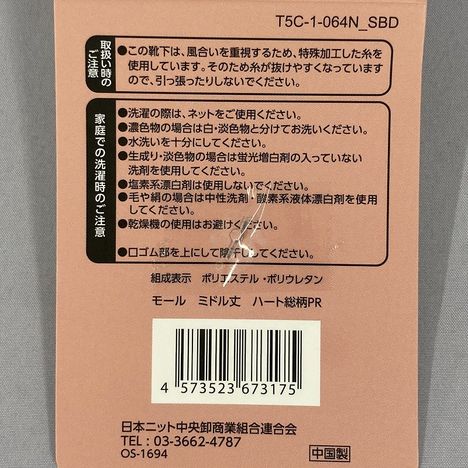 T5C-1-064N_SBD
取扱い時のご注意
●この靴下は、風合いを重視するため、特殊加工した糸を
使用しています。そのため糸が抜けやすくなっています
ので、引っ張ったりしないでください。
家庭での洗濯時のご注意
●洗濯の際は、ネットをご使用ください。
●濃色物の場合は白・淡色物と分けてお洗いください。
●水洗いを十分にしてください。
●生成り・淡色物の場合は蛍光増白剤の入っていない
洗剤を使用してください。
●塩素系漂白剤は使用しないでください。
●毛や絹の場合は中性洗剤・酸素系液体漂白剤を使用
してください。
●乾燥機の使用はお避けください。
●口ゴム部を上にして陰干ししてください。
組成表示 ポリエステル・ポリウレタン
モール ミドル丈 ハート総柄PR
4 573523 673175
日本ニット中央卸商業組合連合会
TEL : 03-3662-4787
OS-1694
中国製